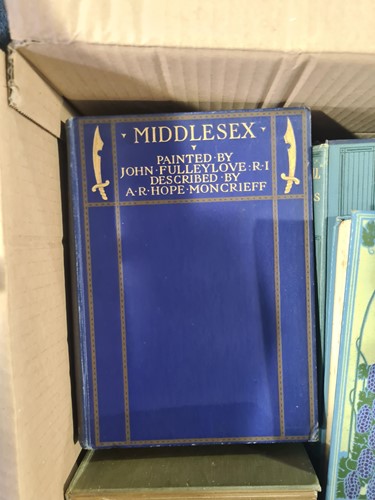 MIDDLESEX
PAINTED·BY
JOHN·FULLEYLOVE·R·I
DESCRIBED·BY
A·R·HOPE·MONCRIEFF